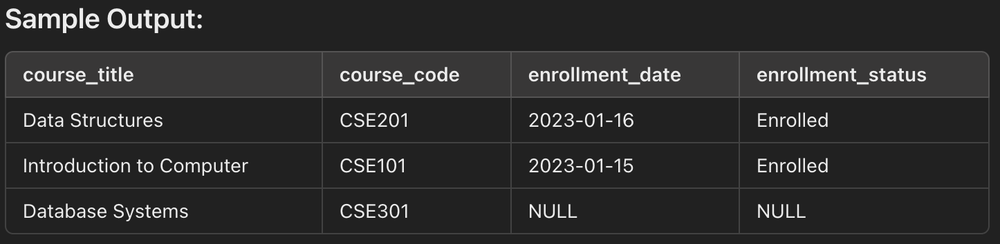 Sample Output:
course_title course_code enrollment_date enrollment_status
Data Structures CSE201 2023-01-16 Enrolled
Introduction to Computer CSE101 2023-01-15 Enrolled
Database Systems CSE301 NULL NULL